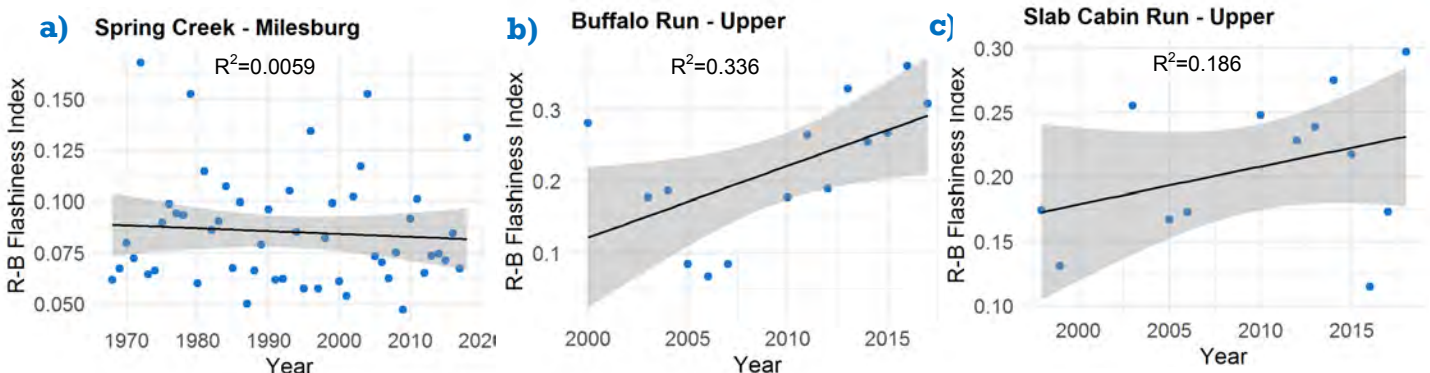 a) Spring Creek - Milesburg
R²=0.0059
R-B Flashiness Index
0.150
0.125
0.100
0.075
0.050
1970 1980 1990 2000 2010 202
Year
b) Buffalo Run - Upper
R²=0.336
R-B Flashiness Index
0.3
0.2
0.1
2000 2005 2010 2015
Year
c) Slab Cabin Run - Upper
R²=0.186
R-B Flashiness Index
0.30
0.25
0.20
0.15
0.10
2000 2005 2010 2015
Year